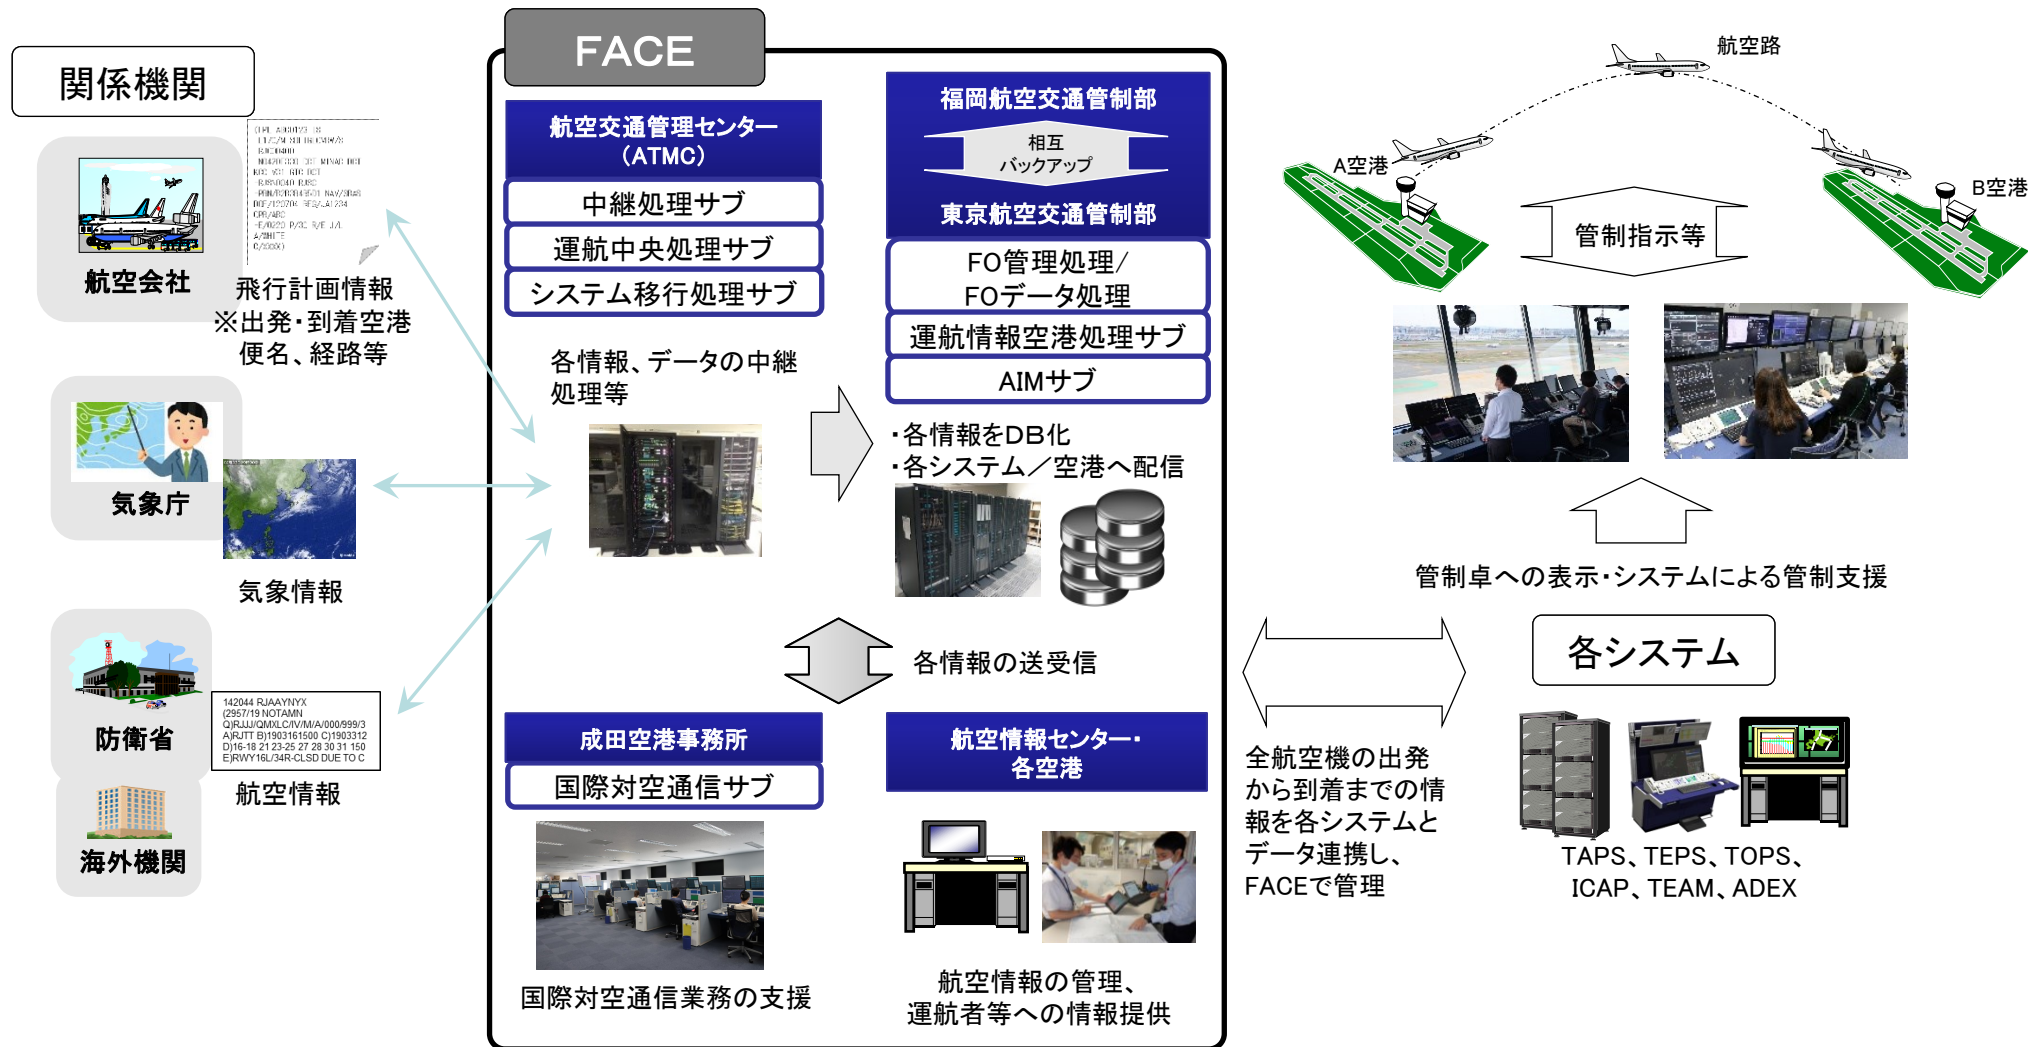 関係機関
航空会社
飛行計画情報
※出発・到着空港
便名、経路等
気象庁
気象情報
防衛省
142044 RJAAYNYX
(2957/19 NOTAMN
Q)RJJJ/QMXLC/IV/M/A/000/999/3
A)RJTT B)1903161500 C)1903312
D)16-18 21 23-25 27 28 30 31 150
E)RWY16L/34R-CLSD DUE TO C
航空情報
海外機関
FACE
航空交通管理センター
（ATMC）
中継処理サブ
運航中央処理サブ
システム移行処理サブ
各情報、データの中継
処理等
福岡航空交通管制部
相互
バックアップ
東京航空交通管制部
FO管理処理/
FOデータ処理
運航情報空港処理サブ
AIMサブ
・各情報をDB化
・各システム／空港へ配信
各情報の送受信
成田空港事務所
国際対空通信サブ
国際対空通信業務の支援
航空情報センター・
各空港
航空情報の管理、
運航者等への情報提供
航空路
A空港
B空港
管制指示等
管制卓への表示・システムによる管制支援
各システム
全航空機の出発
から到着までの情
報を各システムと
データ連携し、
FACEで管理
TAPS、TEPS、TOPS、
ICAP、TEAM、ADEX